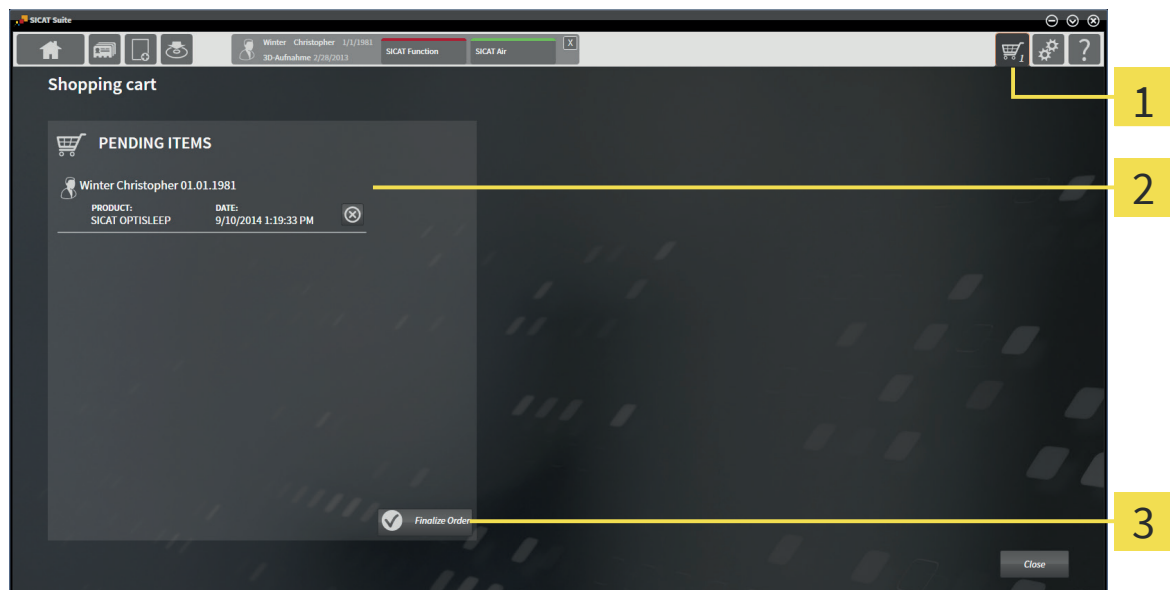 SICAT Suite
Winter Christopher 1/1/1981
3D-Aufnahme 2/28/2013
SICAT Function
SICAT Air
X
1
?
Shopping cart
1
PENDING ITEMS
Winter Christopher 01.01.1981
2
PRODUCT: DATE:
SICAT OPTISLEEP 9/10/2014 1:19:33 PM
Finalize Order
3
Close